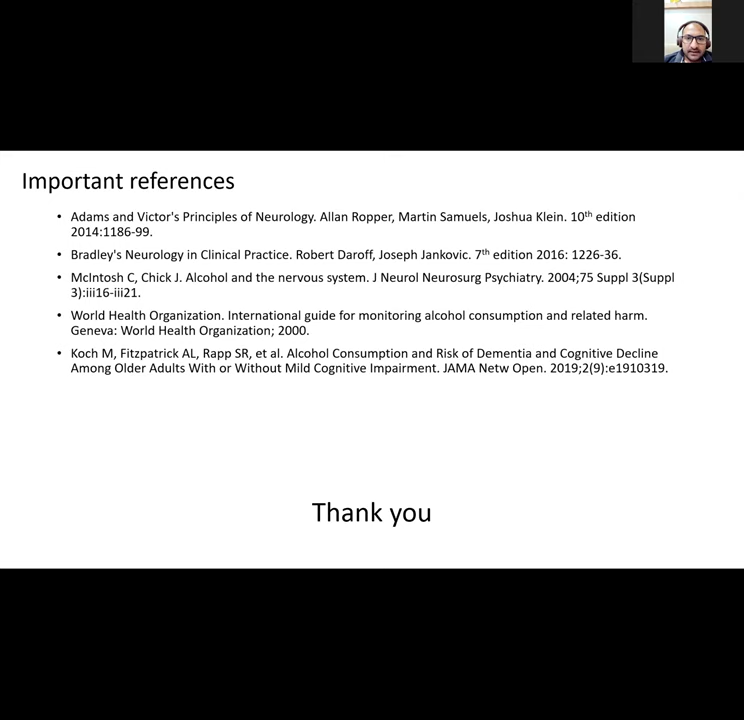 Important references
• Adams and Victor's Principles of Neurology. Allan Ropper, Martin Samuels, Joshua Klein. 10th edition
2014:1186-99.
• Bradley's Neurology in Clinical Practice. Robert Daroff, Joseph Jankovic. 7th edition 2016: 1226-36.
• McIntosh C, Chick J. Alcohol and the nervous system. J Neurol Neurosurg Psychiatry. 2004;75 Suppl 3(Suppl
3):iii16-iii21.
• World Health Organization. International guide for monitoring alcohol consumption and related harm.
Geneva: World Health Organization; 2000.
• Koch M, Fitzpatrick AL, Rapp SR, et al. Alcohol Consumption and Risk of Dementia and Cognitive Decline
Among Older Adults With or Without Mild Cognitive Impairment. JAMA Netw Open. 2019;2(9):e1910319.
Thank you